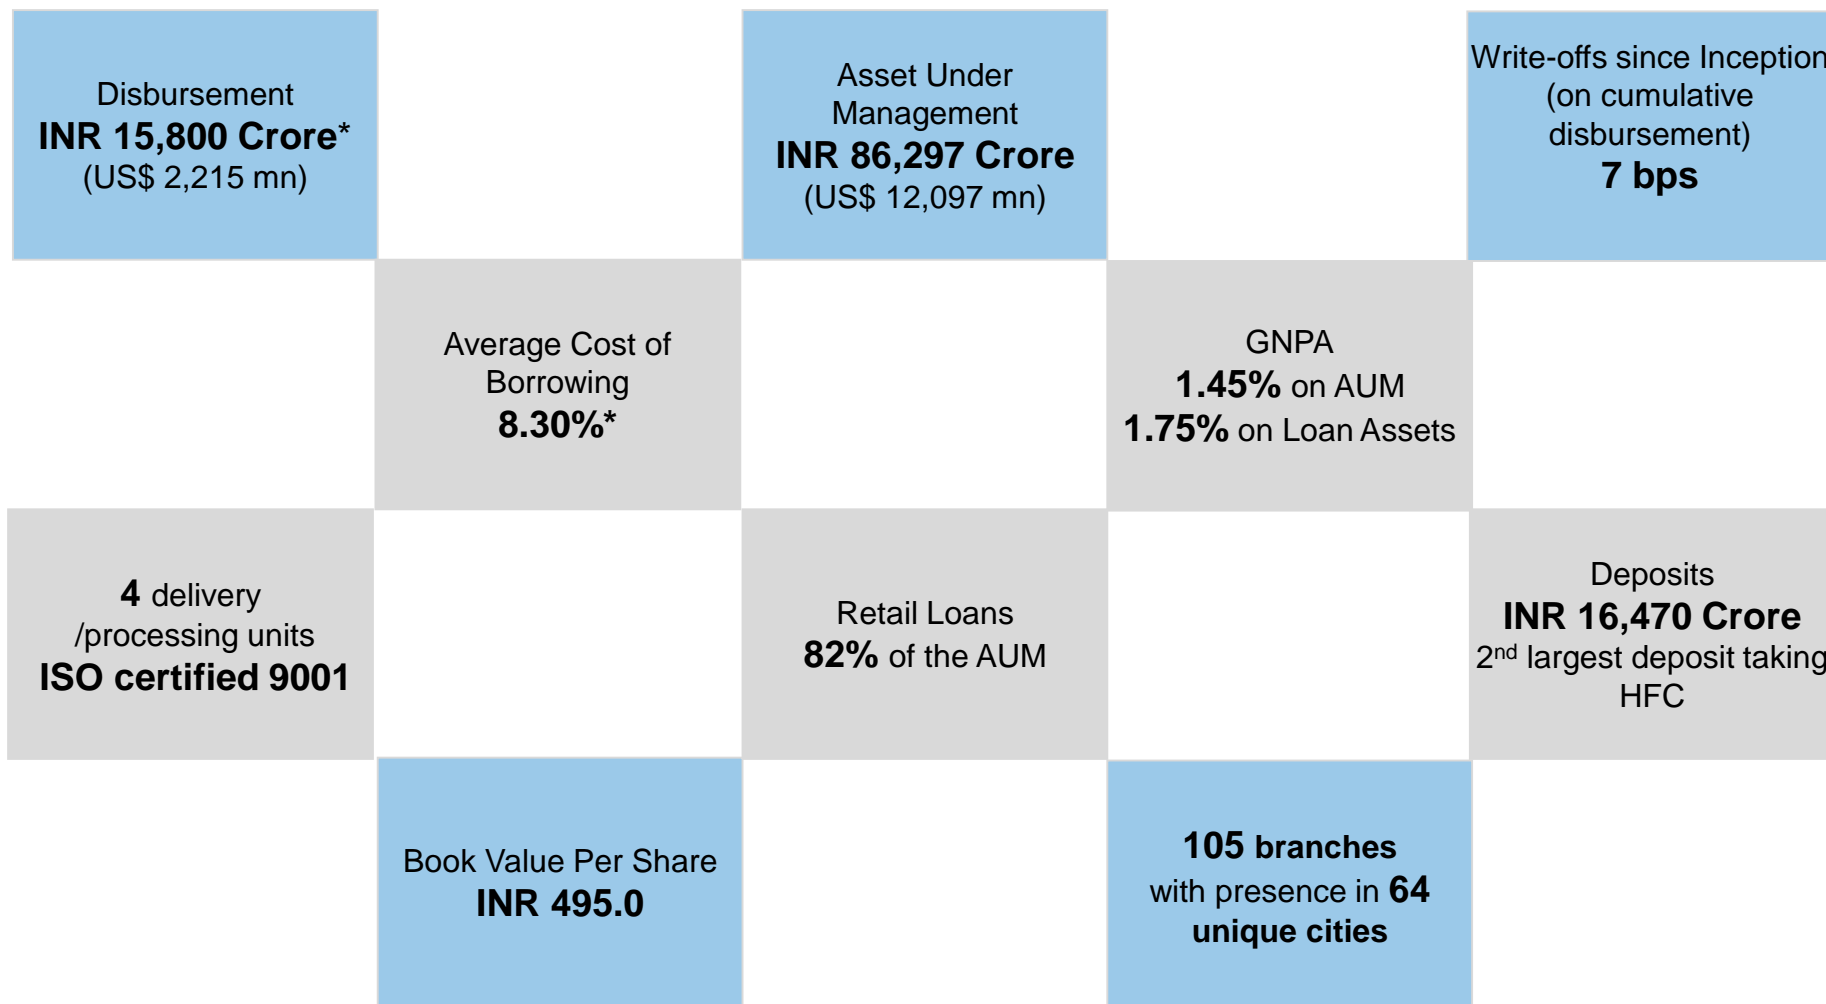 Disbursement
INR 15,800 Crore*
(US$ 2,215 mn)
Asset Under
Management
INR 86,297 Crore
(US$ 12,097 mn)
Write-offs since Inception
(on cumulative
disbursement)
7 bps
Average Cost of
Borrowing
8.30%*
GNPA
1.45% on AUM
1.75% on Loan Assets
4 delivery
/processing units
ISO certified 9001
Retail Loans
82% of the AUM
Deposits
INR 16,470 Crore
2nd largest deposit taking
HFC
Book Value Per Share
INR 495.0
105 branches
with presence in 64
unique cities